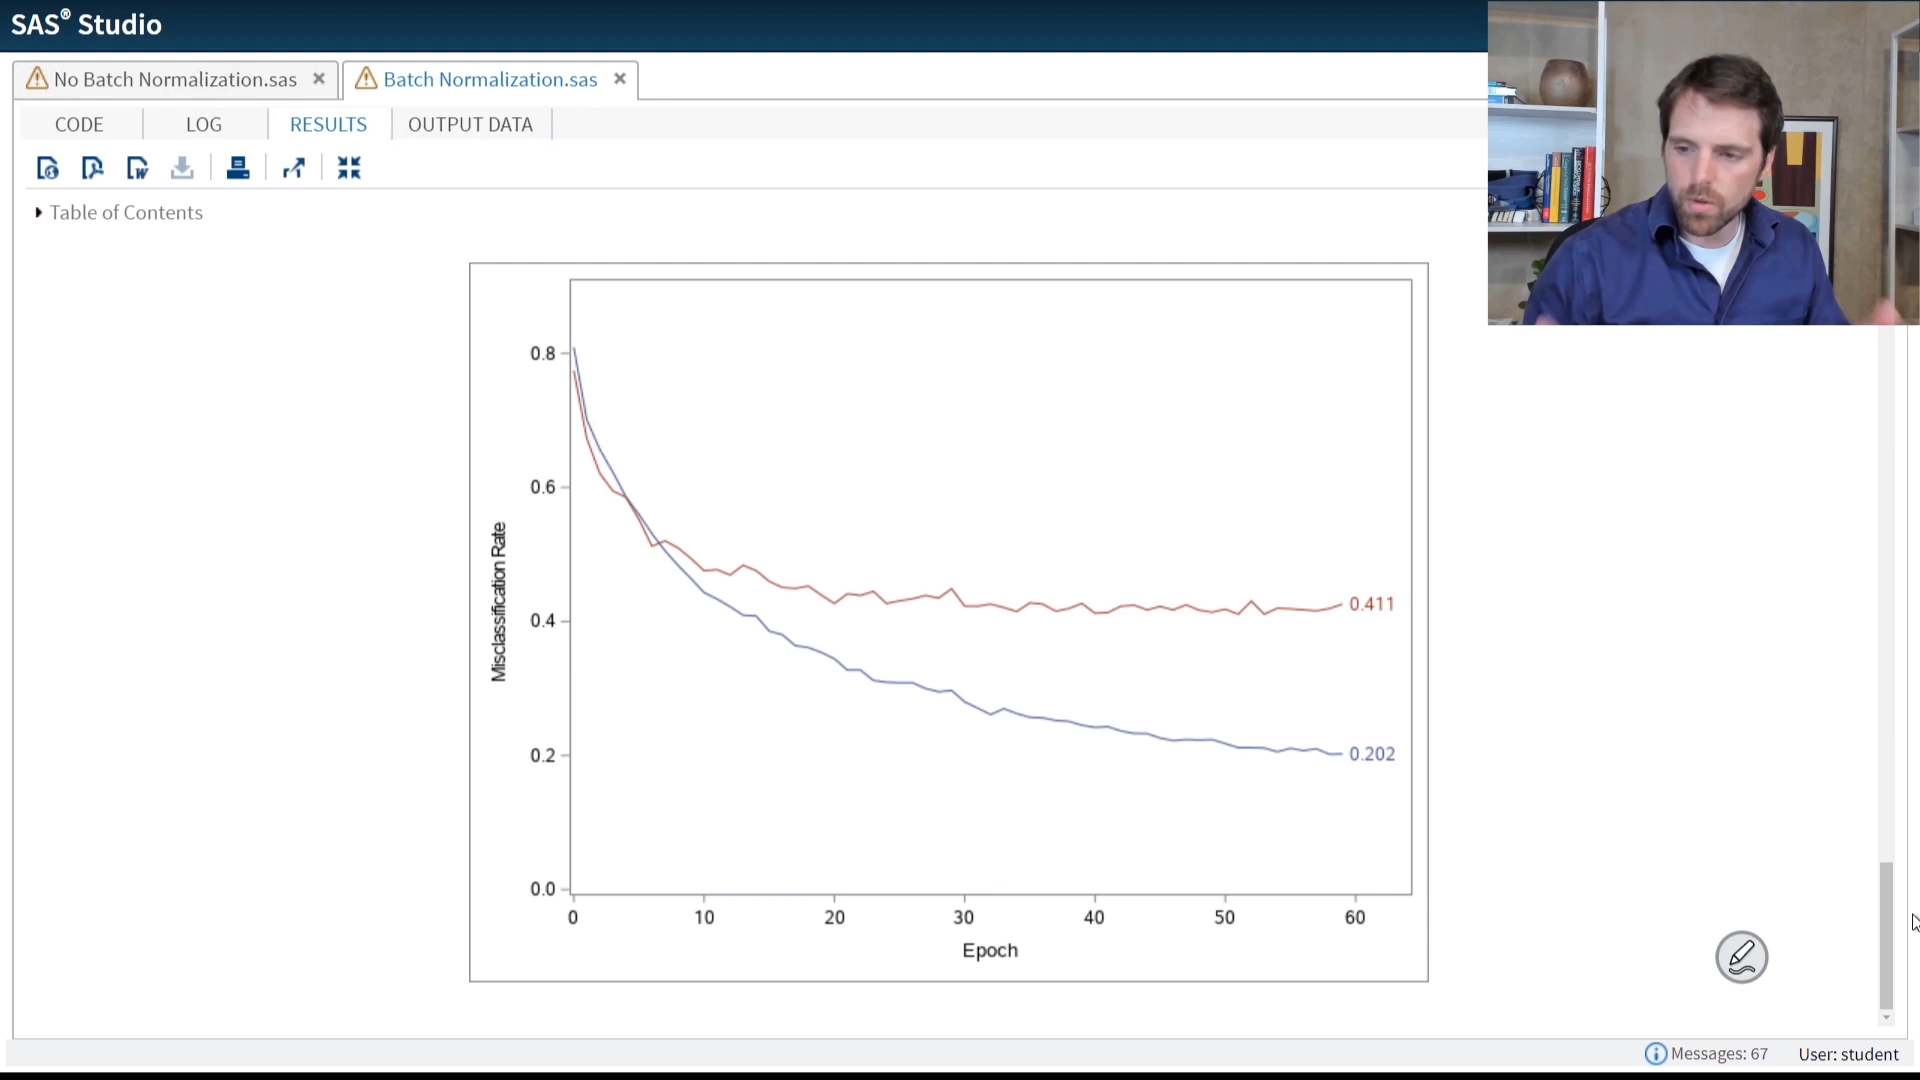 SAS® Studio
No Batch Normalization.sas
Batch Normalization.sas
CODE LOG RESULTS OUTPUT DATA
Table of Contents
0.8
0.6
0.4
0.2
0.0
Misclassification Rate
0.411
0.202
0 10 20 30 40 50 60
Epoch
Messages: 67 User: student